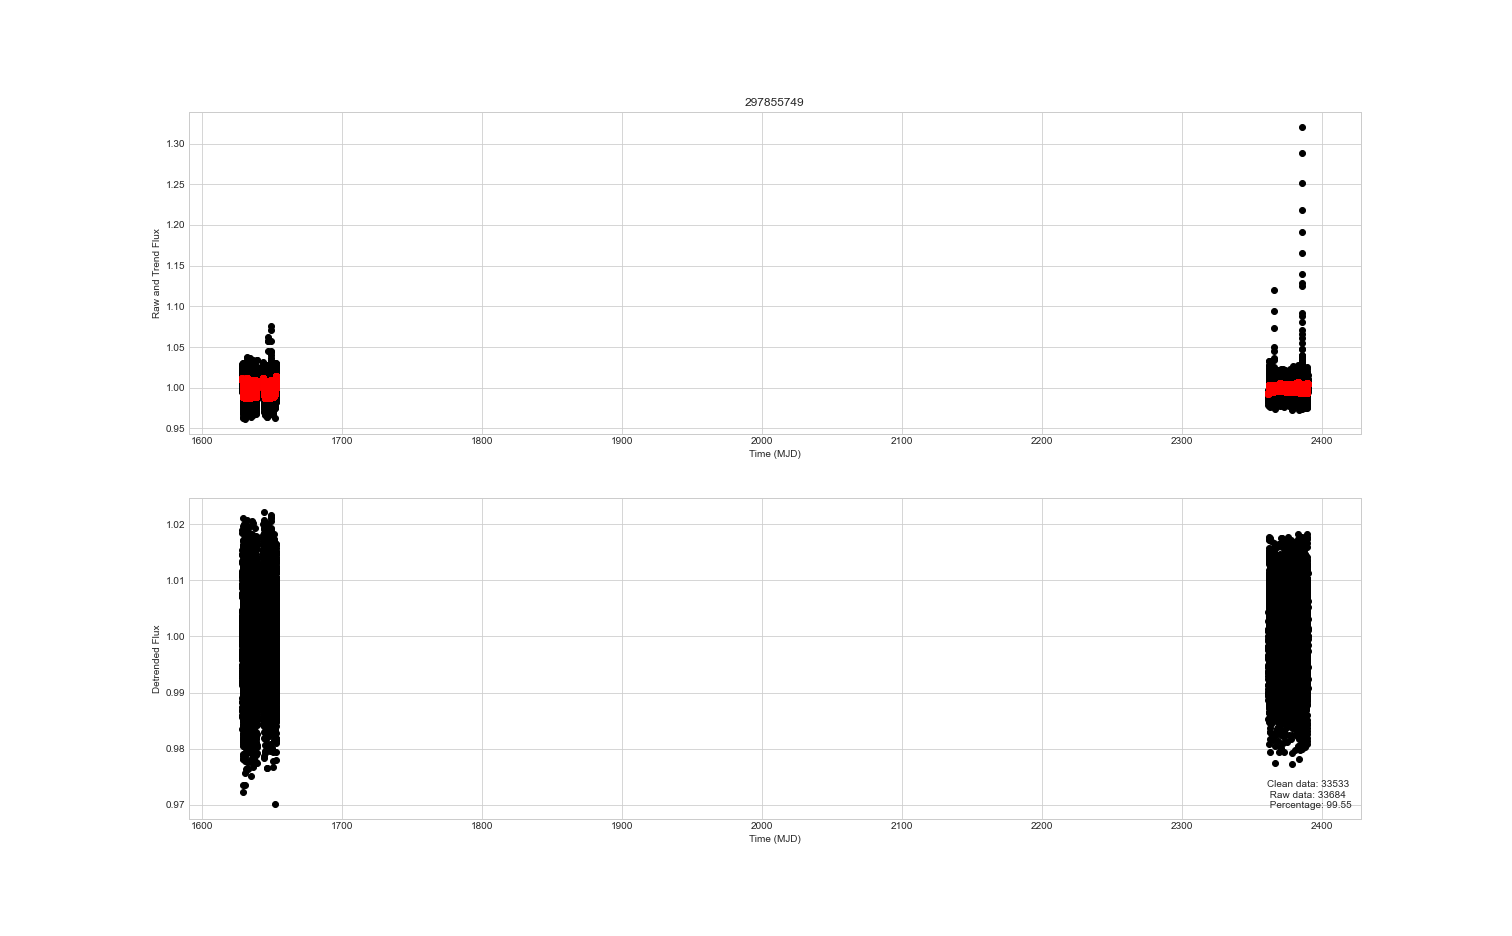 297855749
1.30
1.25
1.20
1.15
1.10
1.05
1.00
0.95
Raw and Trend Flux
1600 1700 1800 1900 2000 2100 2200 2300 2400
Time (MJD)
1.02
1.01
1.00
0.99
0.98
0.97
Detrended Flux
Clean data: 33533
Raw data: 33684
Percentage: 99.55
1600 1700 1800 1900 2000 2100 2200 2300 2400
Time (MJD)